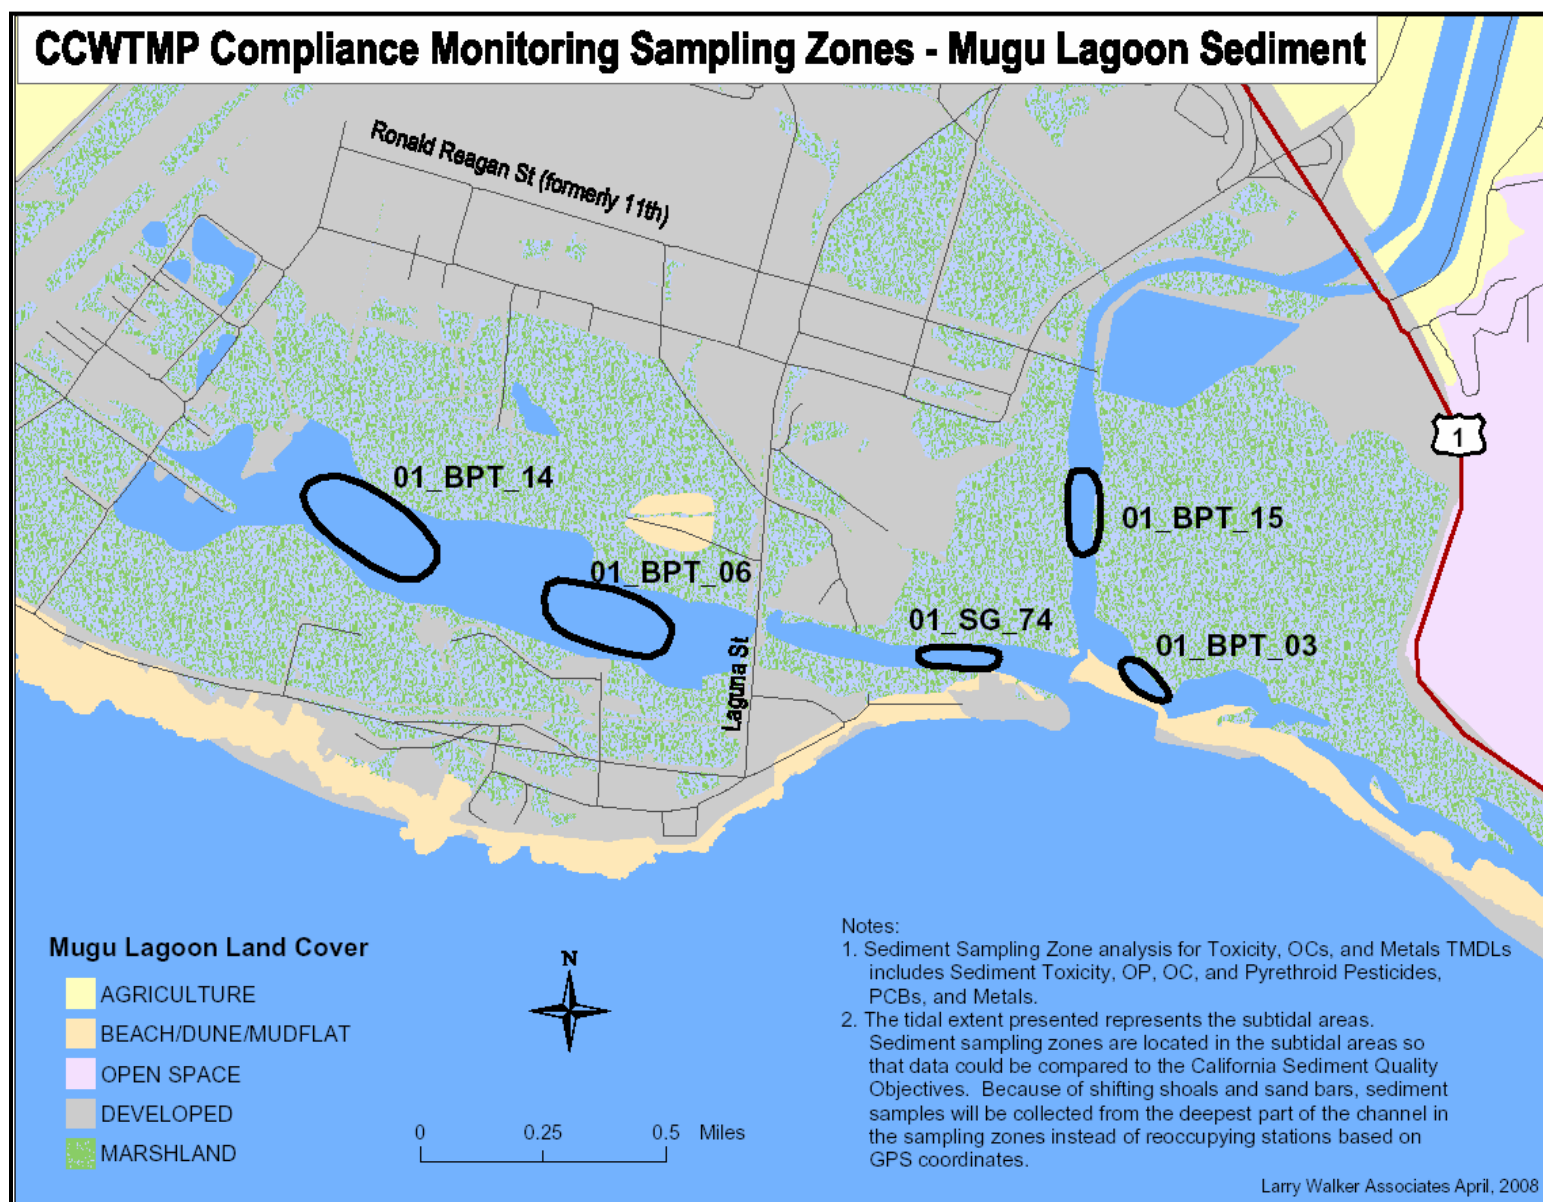 CCWTMP Compliance Monitoring Sampling Zones - Mugu Lagoon Sediment
Ronald Reagan St (formerly 11th)
1
01_BPT_14
01_BPT_15
01_BPT_06
01_SG_74
01_BPT_03
Laguna St
Mugu Lagoon Land Cover
AGRICULTURE
BEACH/DUNE/MUDFLAT
OPEN SPACE
DEVELOPED
MARSHLAND
N
0 0.25 0.5 Miles
Notes:
1. Sediment Sampling Zone analysis for Toxicity, OCs, and Metals TMDLs
includes Sediment Toxicity, OP, OC, and Pyrethroid Pesticides,
PCBs, and Metals.
2. The tidal extent presented represents the subtidal areas.
Sediment sampling zones are located in the subtidal areas so
that data could be compared to the California Sediment Quality
Objectives. Because of shifting shoals and sand bars, sediment
samples will be collected from the deepest part of the channel in
the sampling zones instead of reoccupying stations based on
GPS coordinates.
Larry Walker Associates April, 2008